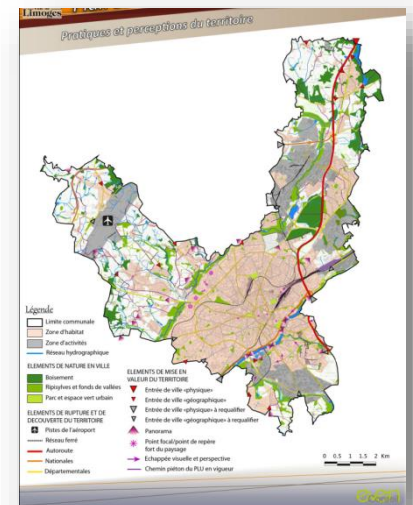 Limoges
Pratiques et perceptions du territoire
Légende
Limite communale
Zone d'habitat
Zone d'activités
Réseau hydrographique
ELEMENTS DE NATURE EN VILLE
Boisement
Ripisylves et fonds de vallées
Parc et espace vert urbain
ELEMENTS DE RUPTURE ET DE
DECOUVERTE DU TERRITOIRE
Pistes de l'aéroport
Réseau ferré
Autoroute
Nationales
Départementales
ELEMENTS DE MISE EN
VALEUR DU TERRITOIRE
Entrée de ville «physique»
Entrée de ville «géographique»
Entrée de ville «physique» à requalifier
Entrée de ville «géographique» à requalifier
Panorama
Point focal/point de repère
fort du paysage
Echappée visuelle et perspective
Chemin piéton du PLU en vigueur
0 0.5 1 1.5 2 Km